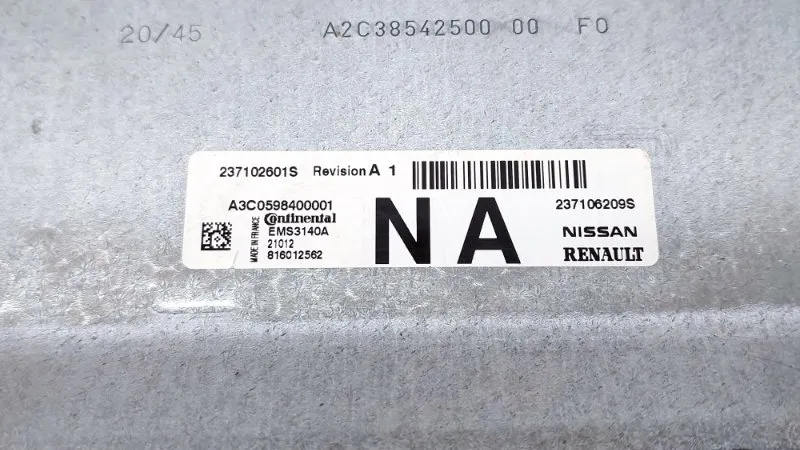 20/45 A2C38542500 00 F0
237102601S Revision A 1
A3C0598400001 NA 237106209S
MADE IN FRANCE
Continental
EMS3140A NISSAN
21012
816012562 RENAULT